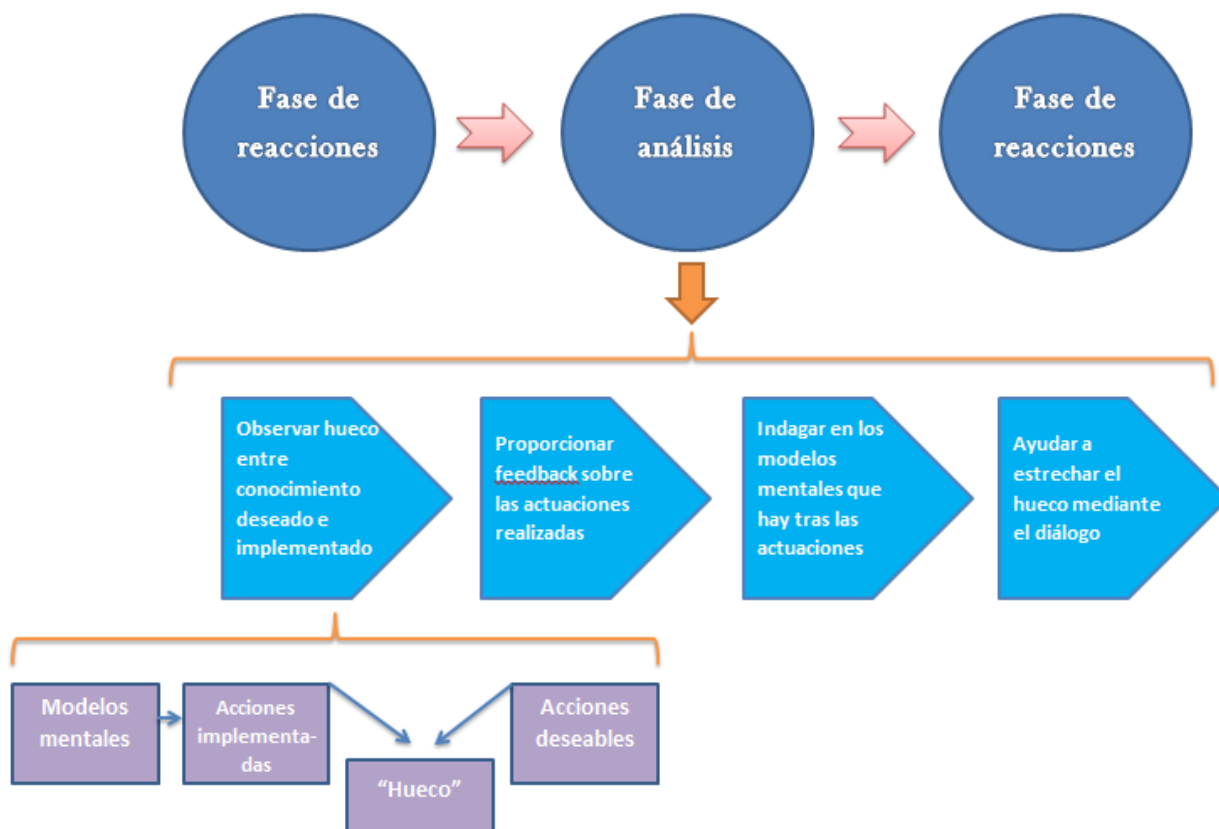 Fase de
reacciones
Fase de
análisis
Fase de
reacciones
Observar hueco
entre
conocimiento
deseado e
implementado
Proporcionar
feedback sobre
las actuaciones
realizadas
Indagar en los
modelos
mentales que
hay tras las
actuaciones
Ayudar a
estrechar el
hueco mediante
el diálogo
Modelos
mentales
Acciones
implementa-
das
“Hueco”
Acciones
deseables